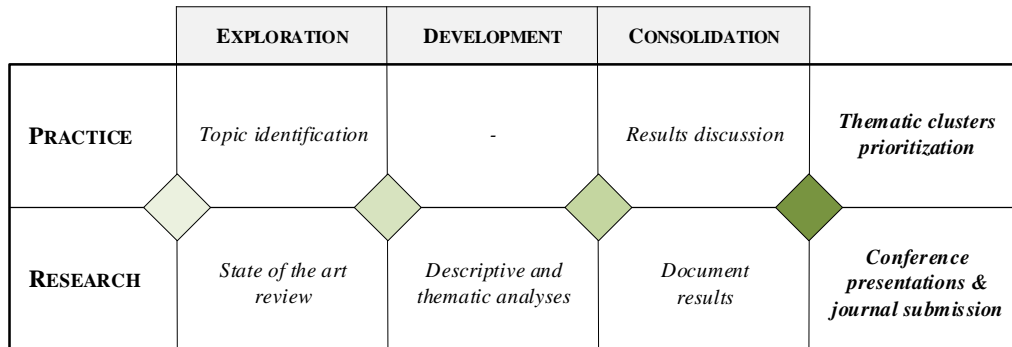 EXPLORATION DEVELOPMENT CONSOLIDATION
PRACTICE
Topic identification
-
Results discussion
Thematic clusters
prioritization
RESEARCH
State of the art
review
Descriptive and
thematic analyses
Document
results
Conference
presentations &
journal submission